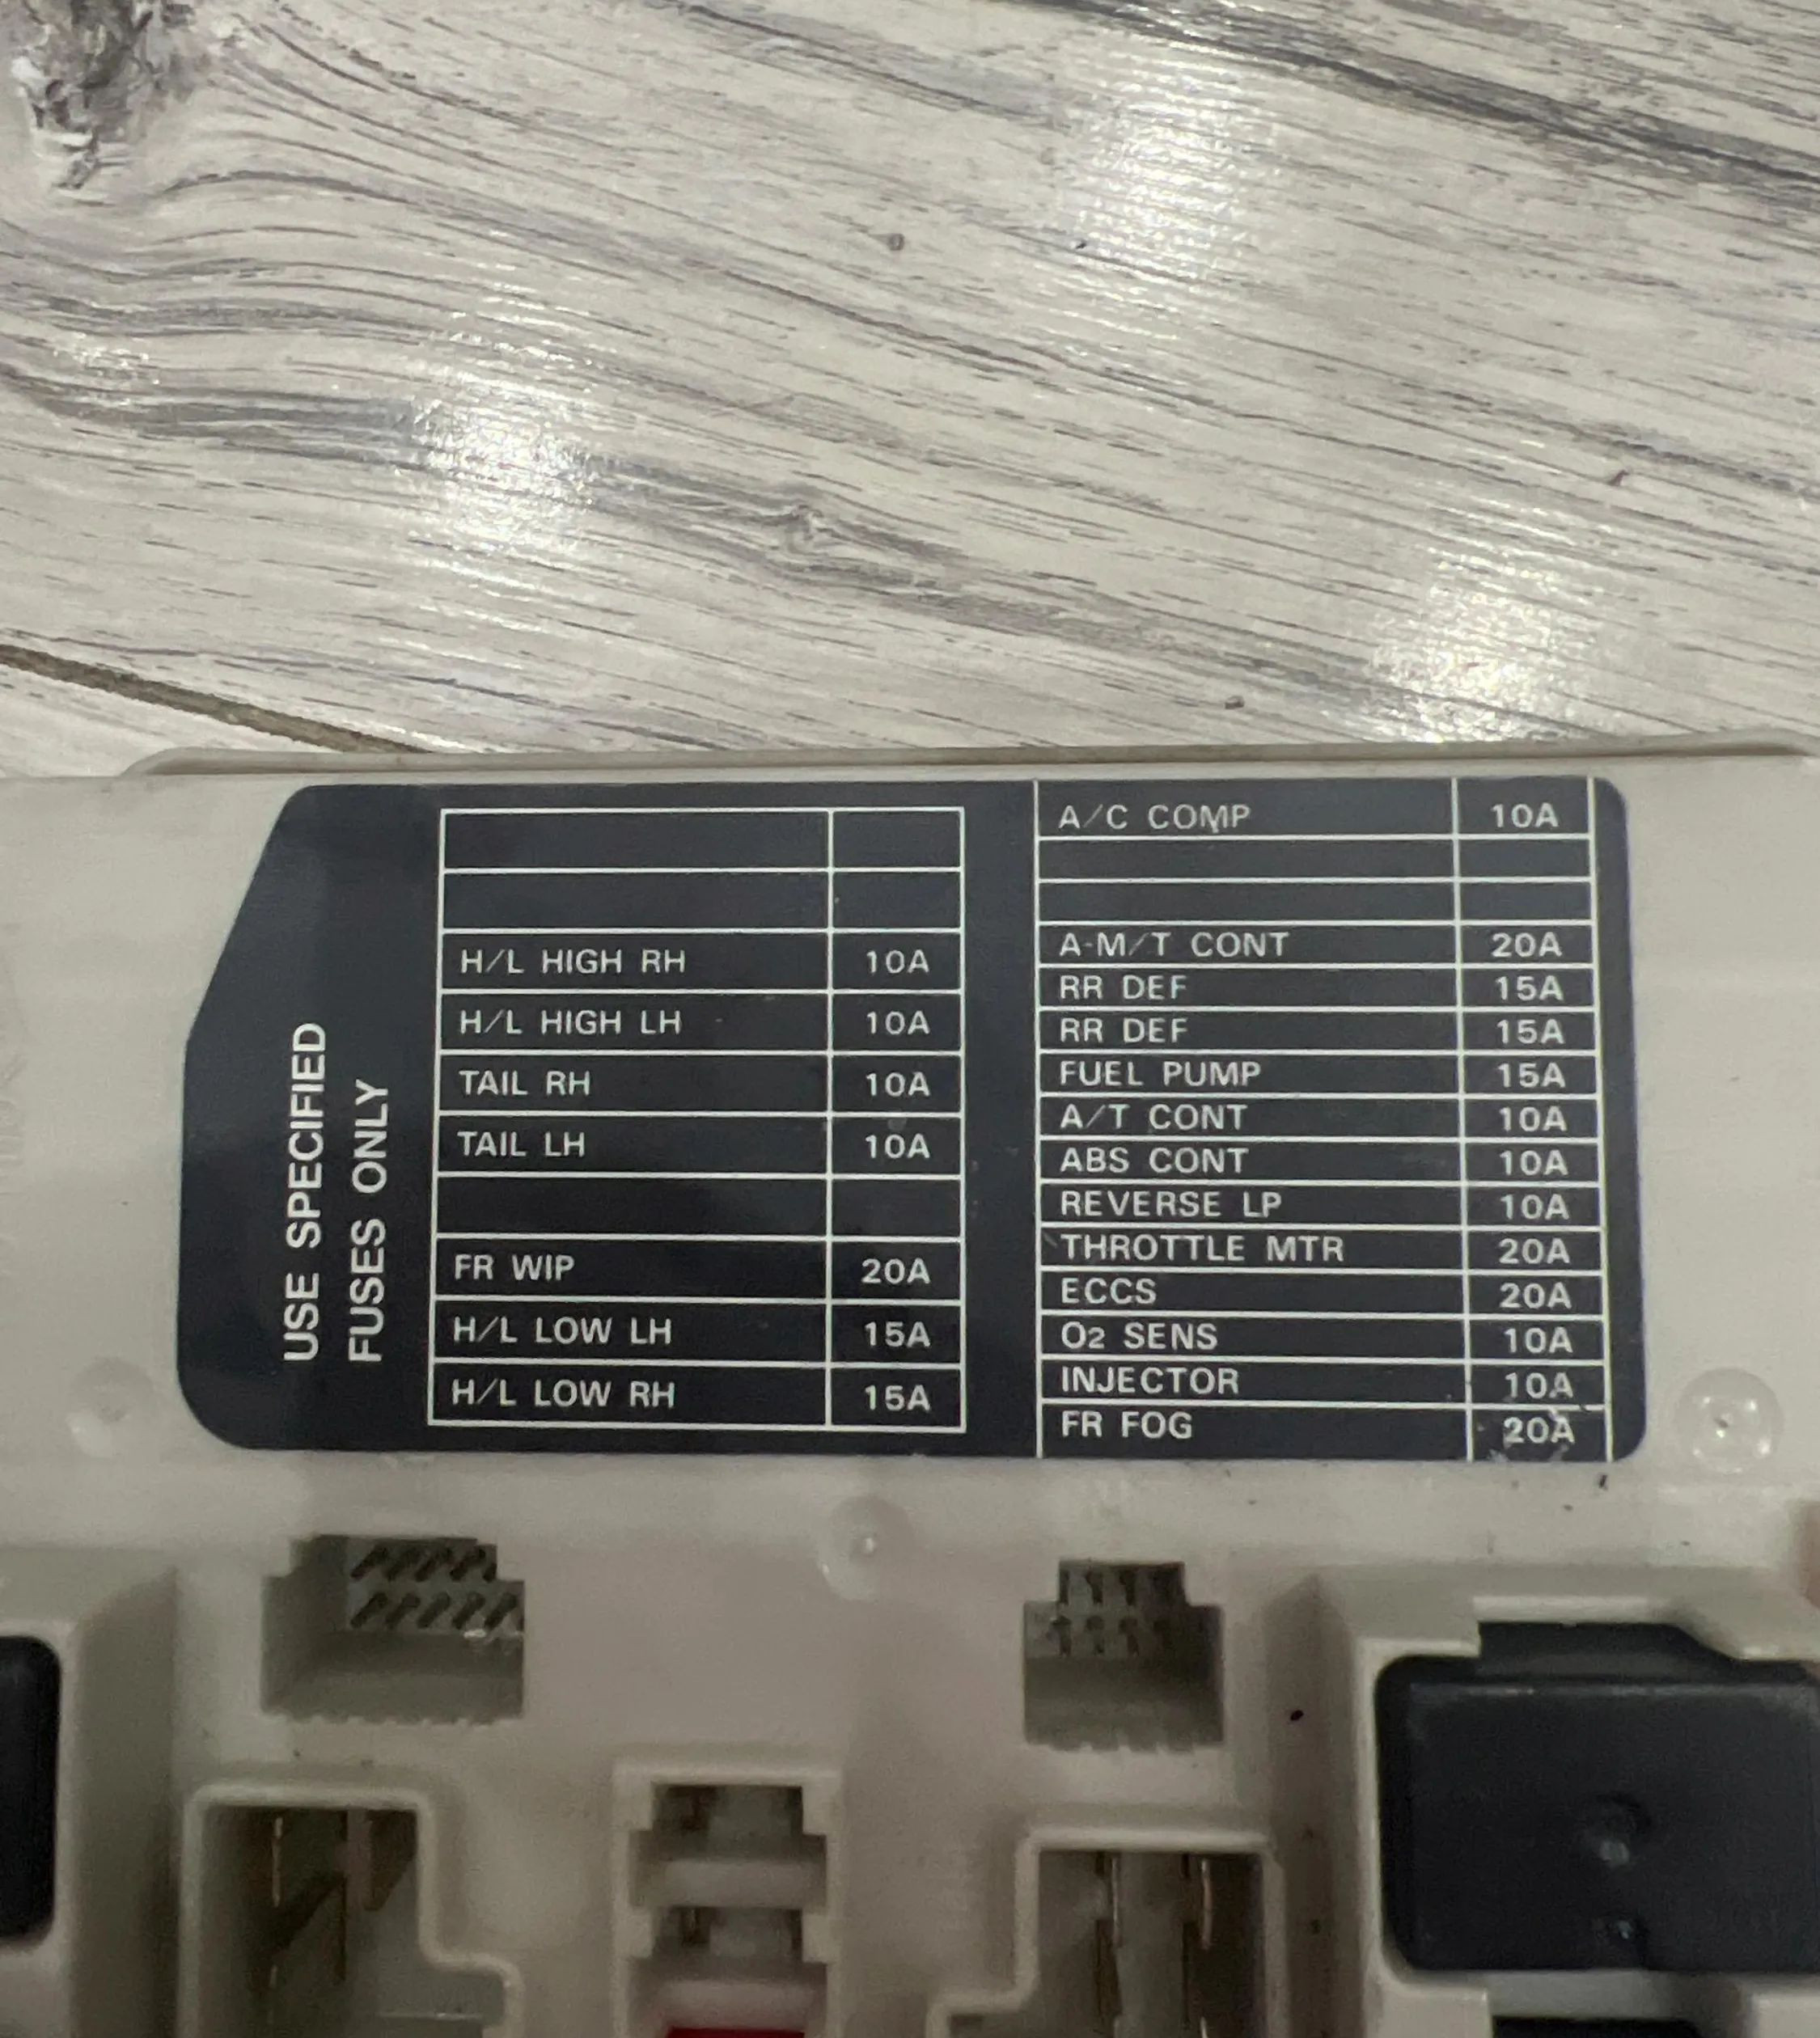 USE SPECIFIED
FUSES ONLY
H/L HIGH RH 10A
H/L HIGH LH 10A
TAIL RH 10A
TAIL LH 10A
FR WIP 20A
H/L LOW LH 15A
H/L LOW RH 15A
A/C COMP 10A
A-M/T CONT 20A
RR DEF 15A
RR DEF 15A
FUEL PUMP 15A
A/T CONT 10A
ABS CONT 10A
REVERSE LP 10A
THROTTLE MTR 20A
ECCS 20A
O2 SENS 10A
INJECTOR 10A
FR FOG 20A